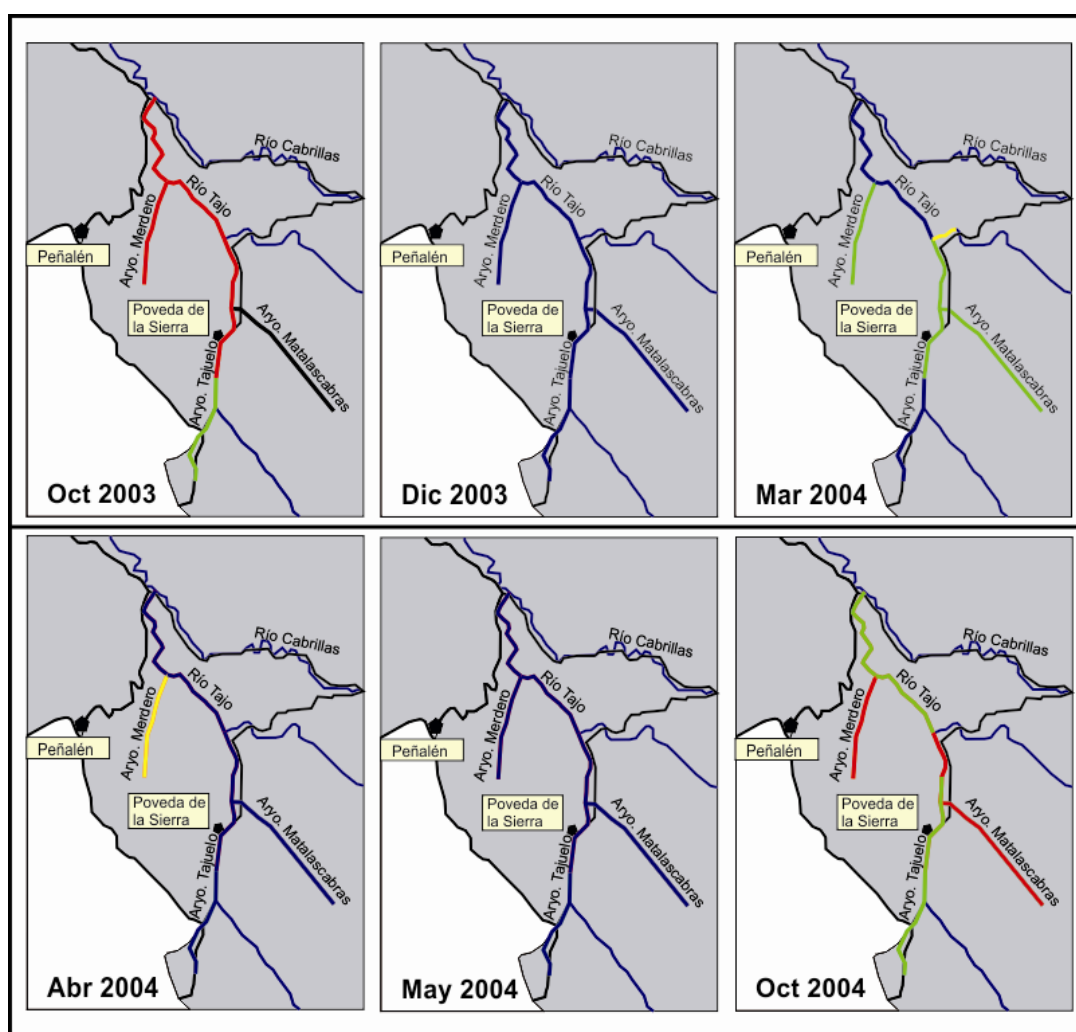 Río Cabrillas
Río Tajo
Aryo. Merdero
Peñalén
Poveda de
la Sierra
Aryo. Tajuelo
Aryo. Matalascabras
Oct 2003
Río Cabrillas
Río Tajo
Aryo. Merdero
Peñalén
Poveda de
la Sierra
Aryo. Tajuelo
Aryo. Matalascabras
Dic 2003
Río Cabrillas
Río Tajo
Aryo. Merdero
Peñalén
Poveda de
la Sierra
Aryo. Tajuelo
Aryo. Matalascabras
Mar 2004
Río Cabrillas
Río Tajo
Aryo. Merdero
Peñalén
Poveda de
la Sierra
Aryo. Tajuelo
Aryo. Matalascabras
Abr 2004
Río Cabrillas
Río Tajo
Aryo. Merdero
Peñalén
Poveda de
la Sierra
Aryo. Tajuelo
Aryo. Matalascabras
May 2004
Río Cabrillas
Río Tajo
Aryo. Merdero
Peñalén
Poveda de
la Sierra
Aryo. Tajuelo
Aryo. Matalascabras
Oct 2004